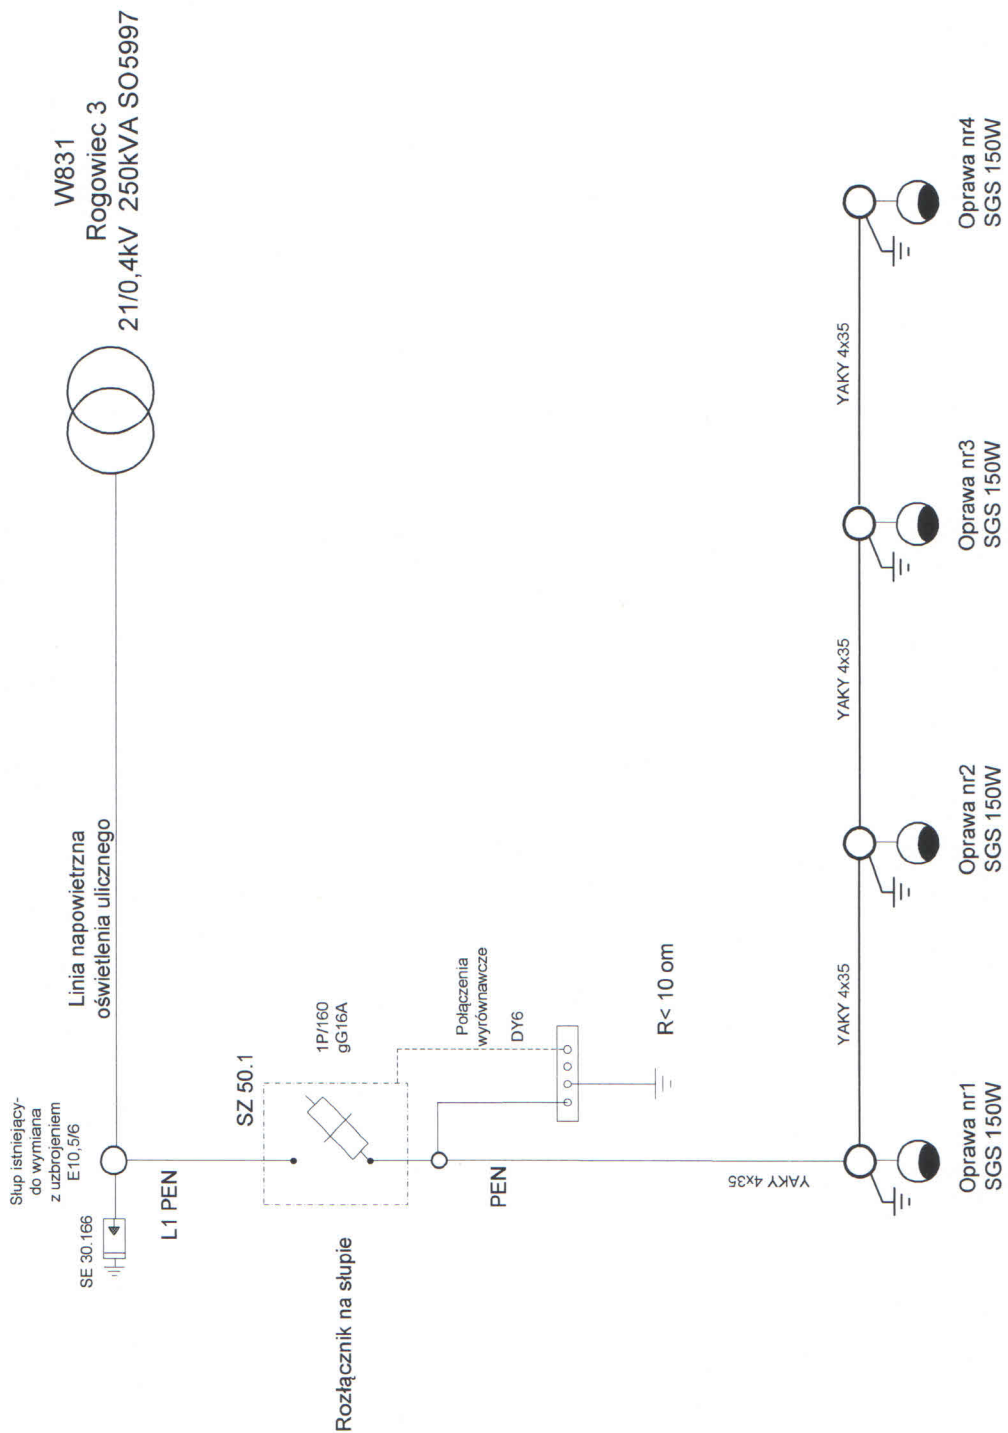 W831
Rogowiec 3
21/0,4kV 250kVA SO5997
Linia napowietrzna
oświetlenia ulicznego
Słup istniejący-
do wymiana
z uzbrojeniem
E10,5/6
SE 30.166
L1 PEN
SZ 50.1
1P/160
gG16A
Rozłącznik na słupie
Połączenia
wyrównawcze
DY6
R< 10 om
PEN
YAKY 4x35
YAKY 4x35
YAKY 4x35
YAKY 4x35
Oprawa nr1
SGS 150W
Oprawa nr2
SGS 150W
Oprawa nr3
SGS 150W
Oprawa nr4
SGS 150W